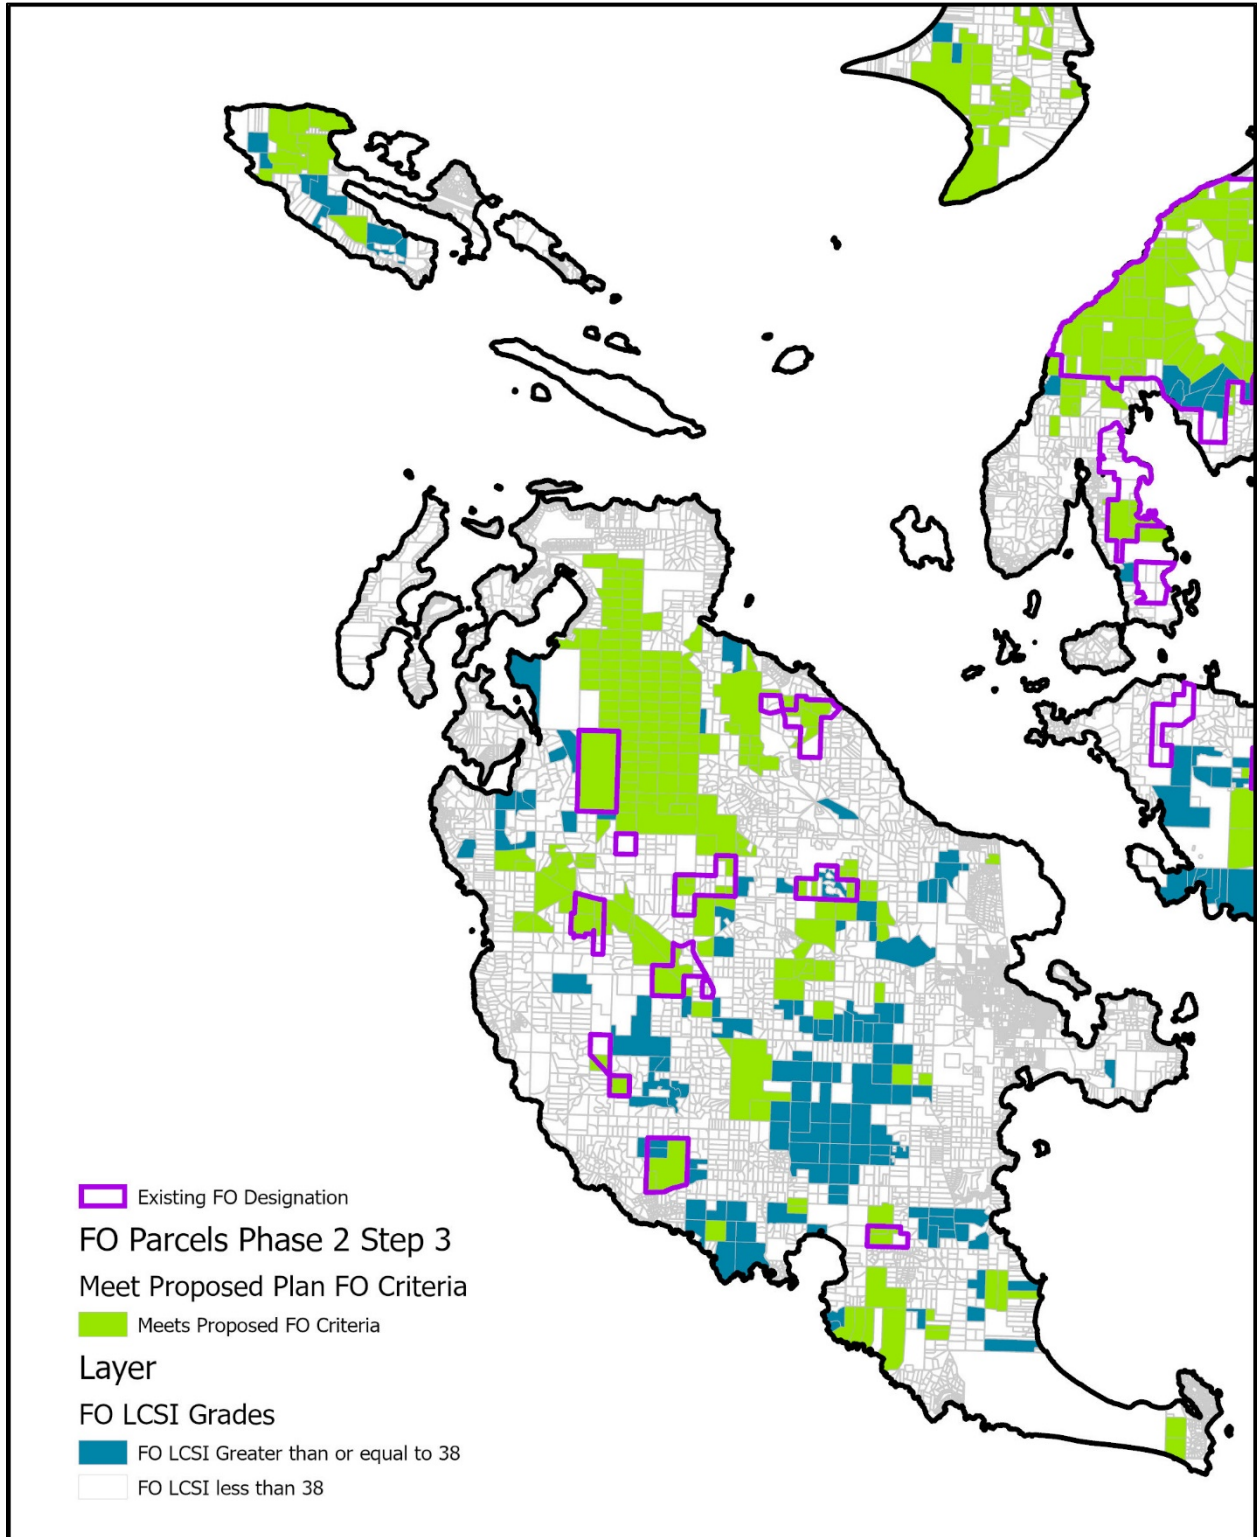 Existing FO Designation
FO Parcels Phase 2 Step 3
Meet Proposed Plan FO Criteria
Meets Proposed FO Criteria
Layer
FO LCSI Grades
FO LCSI Greater than or equal to 38
FO LCSI less than 38